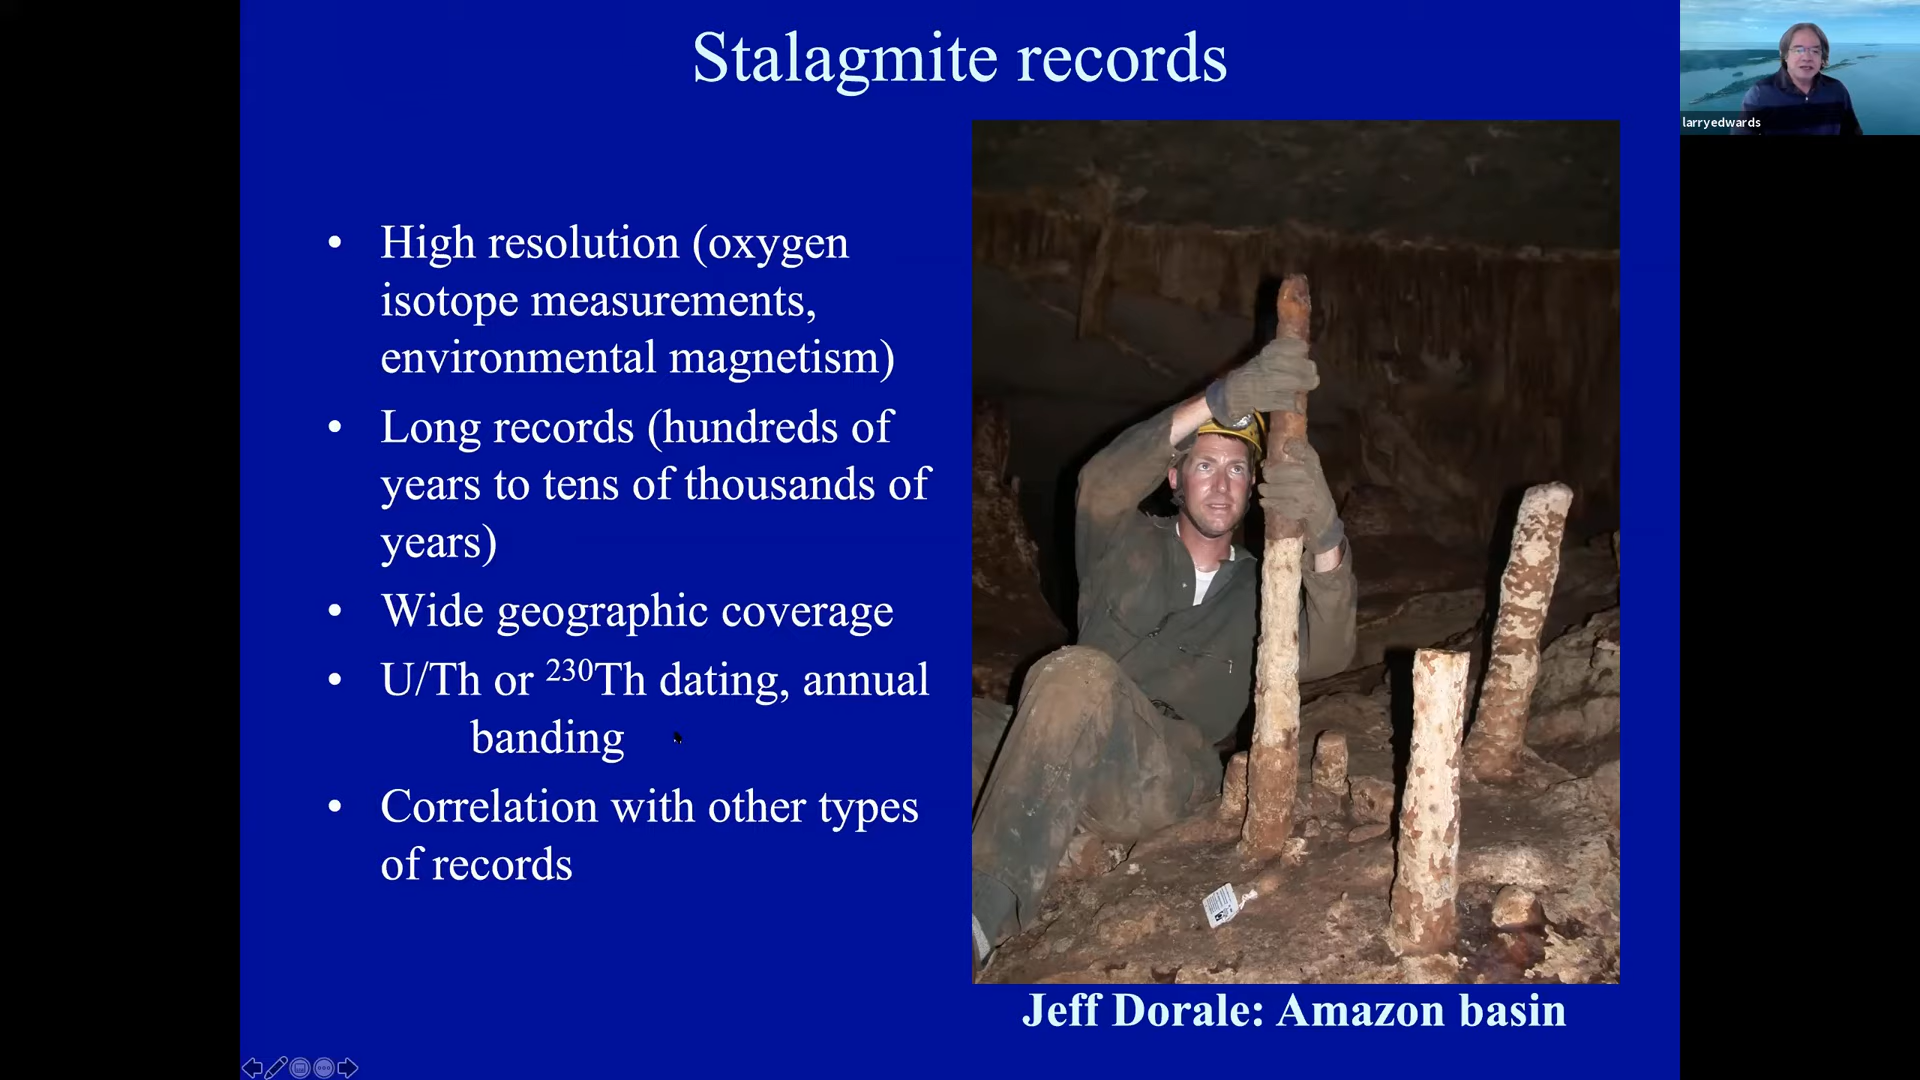 Stalagmite records
larryedwards
• High resolution (oxygen
isotope measurements,
environmental magnetism)
• Long records (hundreds of
years to tens of thousands of
years)
• Wide geographic coverage
• U/Th or ²³⁰Th dating, annual
banding
• Correlation with other types
of records
Jeff Dorale: Amazon basin